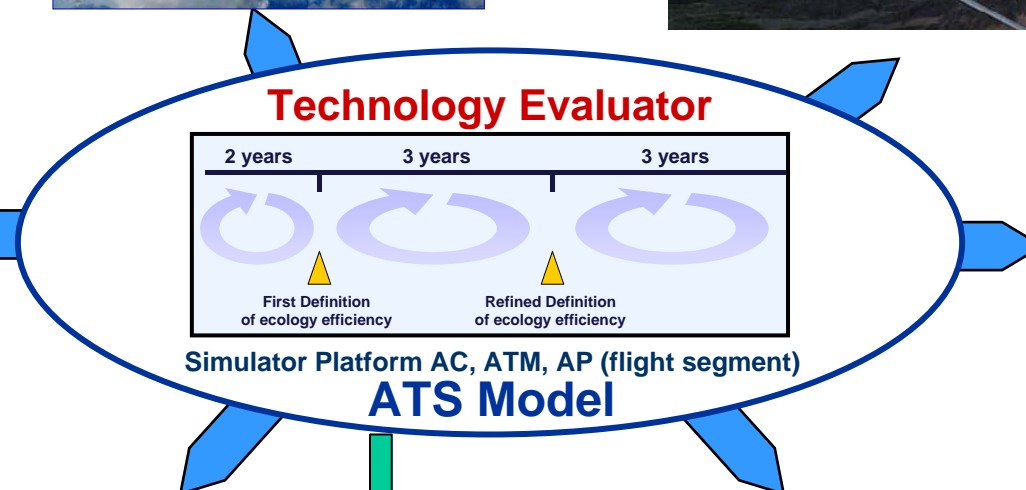 Technology Evaluator
2 years 3 years 3 years
First Definition
of ecology efficiency
Refined Definition
of ecology efficiency
Simulator Platform AC, ATM, AP (flight segment)
ATS Model